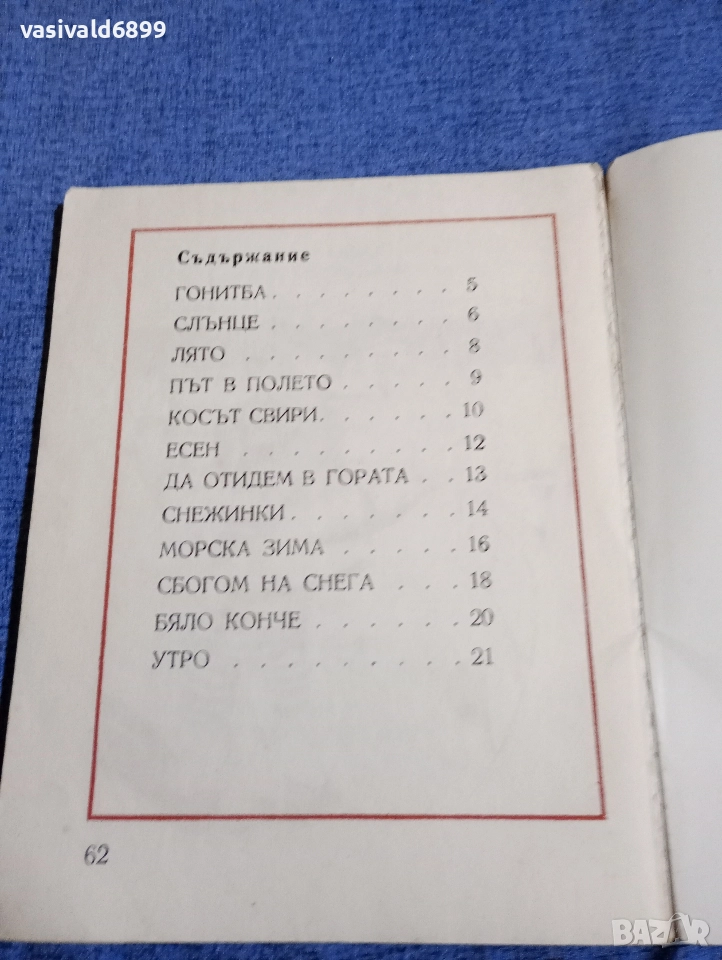 vasivald6899
Съдържание
ГОНИТБА. . . . . . . . 5
СЛЪНЦЕ . . . . . . . . 6
ЛЯТО . . . . . . . . . 8
ПЪТ В ПОЛЕТО . . . . . 9
КОСЪТ СВИРИ. . . . . . 10
ЕСЕН . . . . . . . . . 12
ДА ОТИДЕМ В ГОРАТА . . 13
СНЕЖИНКИ. . . . . . . 14
МОРСКА ЗИМА . . . . . 16
СБОГОМ НА СНЕГА . . . 18
БЯЛО КОНЧЕ . . . . . . 20
УТРО . . . . . . . . . 21
62
BAZAR